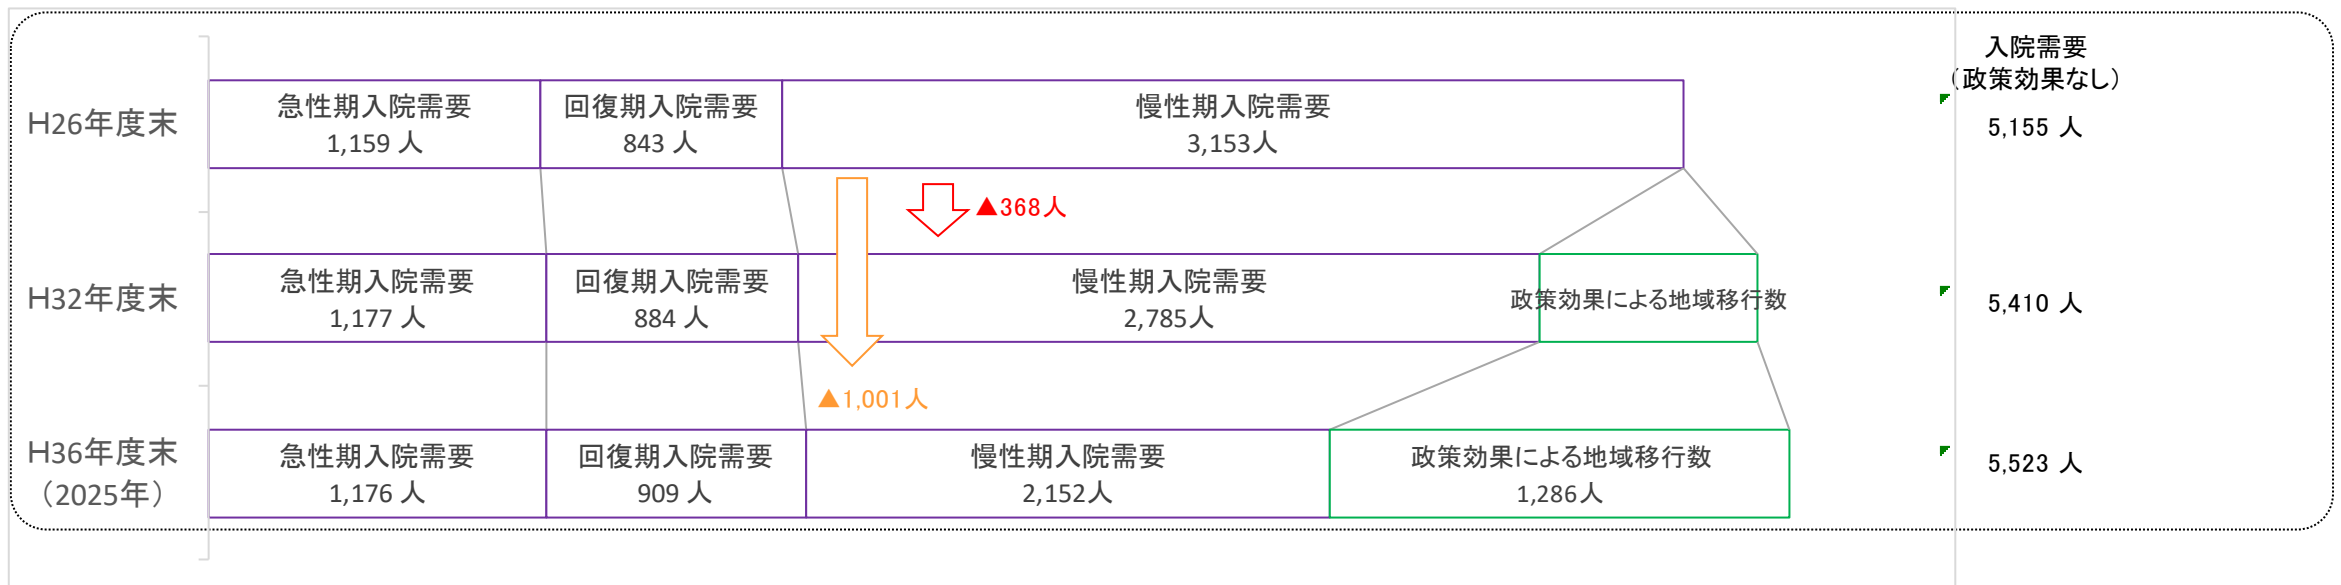 入院需要
（政策効果なし）
H26年度末
急性期入院需要
1,159 人
回復期入院需要
843 人
慢性期入院需要
3,153人
5,155 人
▲368人
H32年度末
急性期入院需要
1,177 人
回復期入院需要
884 人
慢性期入院需要
2,785人
政策効果による地域移行数
5,410 人
▲1,001人
H36年度末
（2025年）
急性期入院需要
1,176 人
回復期入院需要
909 人
慢性期入院需要
2,152人
政策効果による地域移行数
1,286人
5,523 人